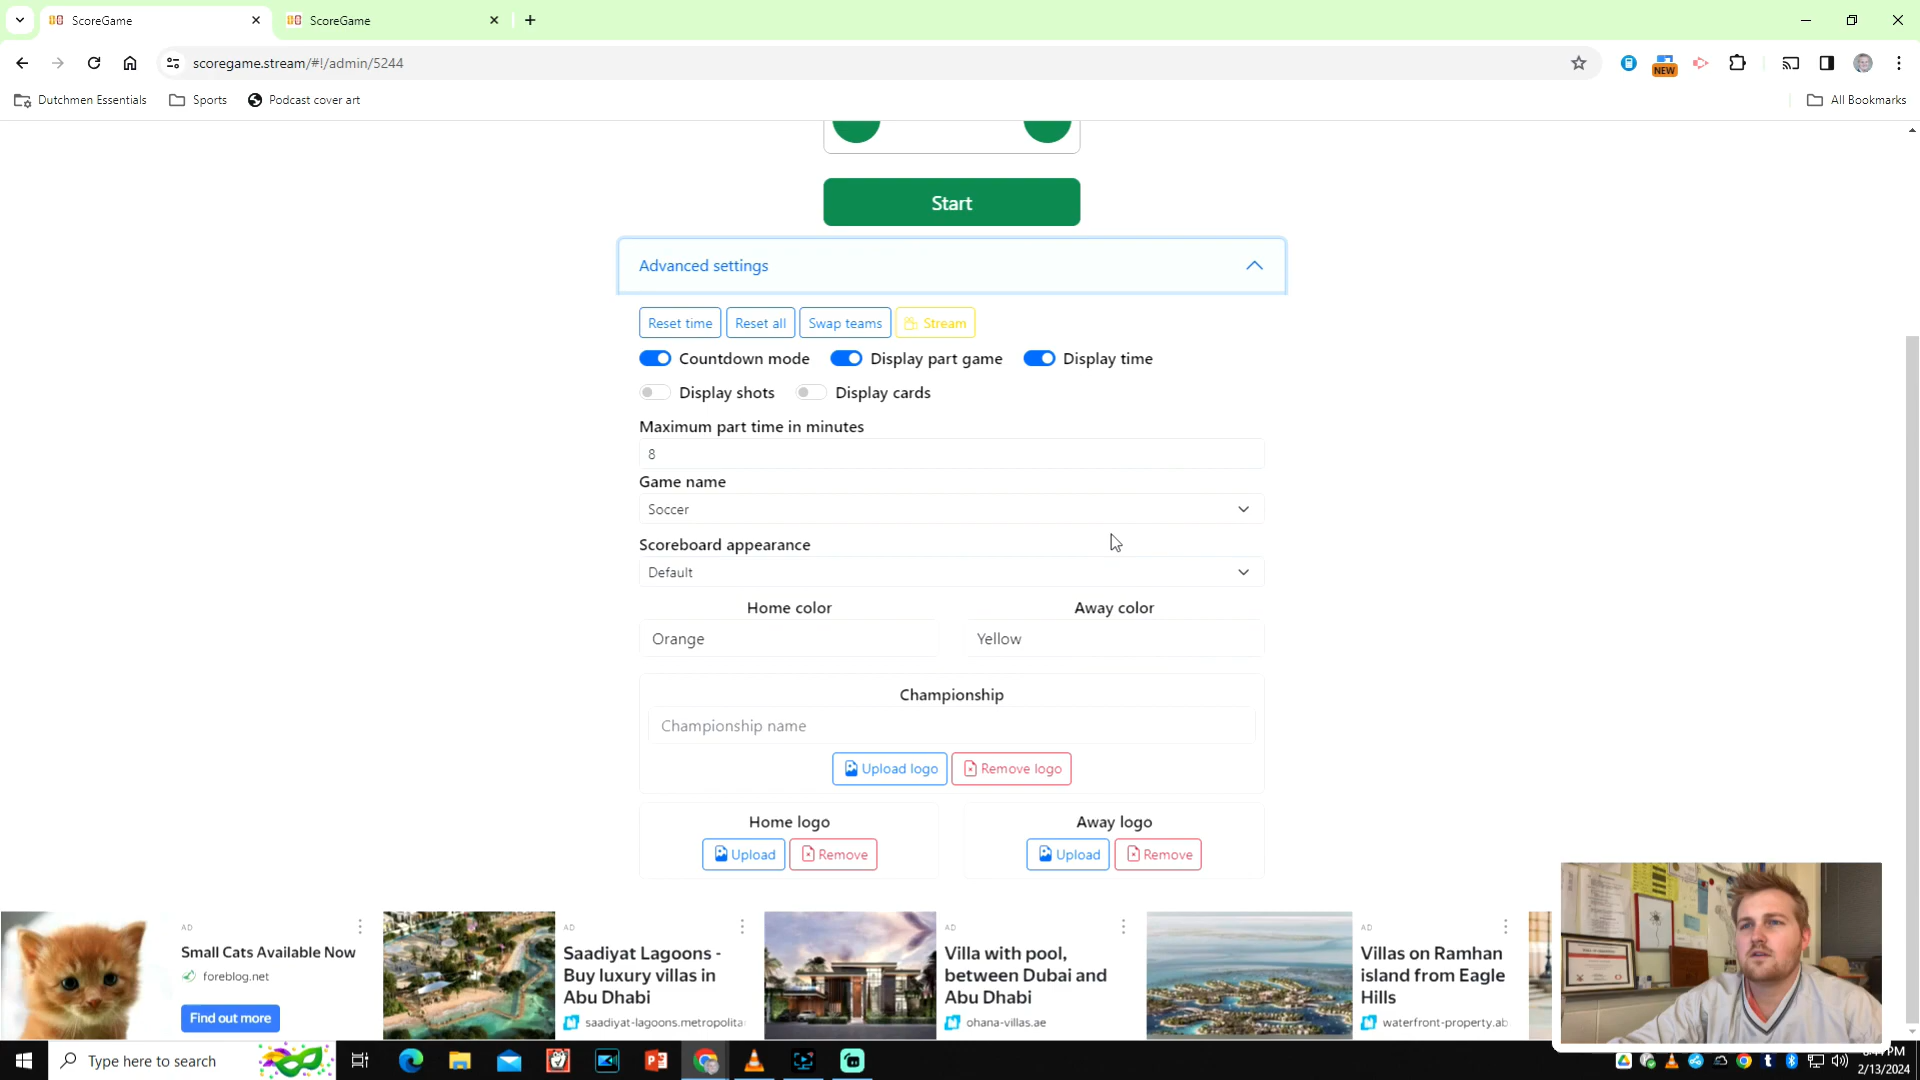 ScoreGame
ScoreGame
scoregame.stream/#!/admin/5244
NEW
Dutchmen Essentials
Sports
Podcast cover art
All Bookmarks
Start
Advanced settings
Reset time
Reset all
Swap teams
Stream
Countdown mode
Display part game
Display time
Display shots
Display cards
Maximum part time in minutes
8
Game name
Soccer
Scoreboard appearance
Default
Home color
Away color
Orange
Yellow
Championship
Championship name
Upload logo
Remove logo
Home logo
Away logo
Upload
Remove
Upload
Remove
AD
Small Cats Available Now
foreblog.net
Find out more
AD
Saadiyat Lagoons -
Buy luxury villas in
Abu Dhabi
saadiyat-lagoons.metropolita
AD
Villa with pool,
between Dubai and
Abu Dhabi
ohana-villas.ae
AD
Villas on Ramhan
island from Eagle
Hills
waterfront-property.ab
Type here to search
2/13/2024